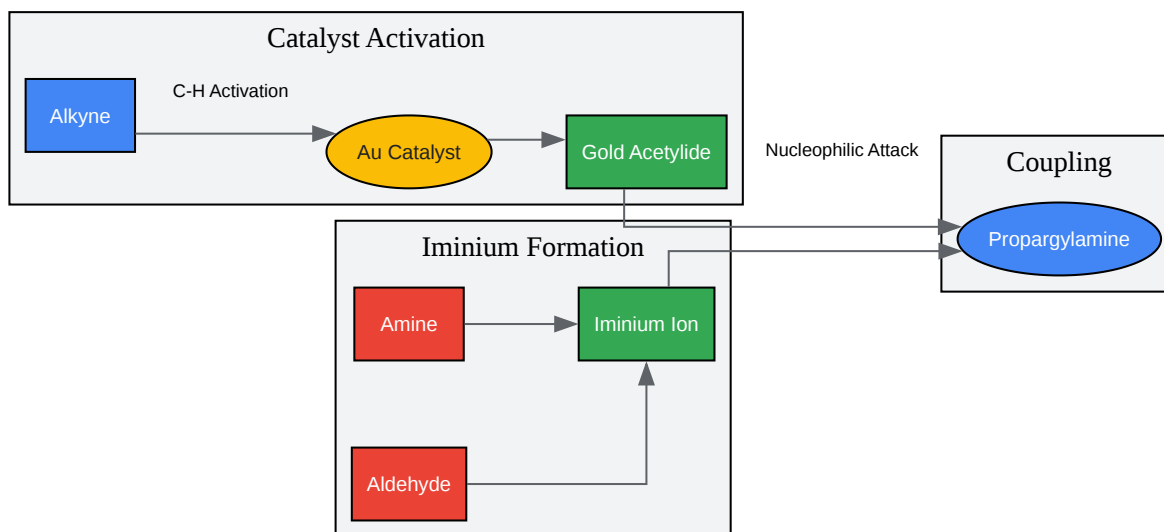 Catalyst Activation
Alkyne
C-H Activation
Au Catalyst
Gold Acetylide
Nucleophilic Attack
Coupling
Propargylamine
Iminium Formation
Amine
Iminium Ion
Aldehyde